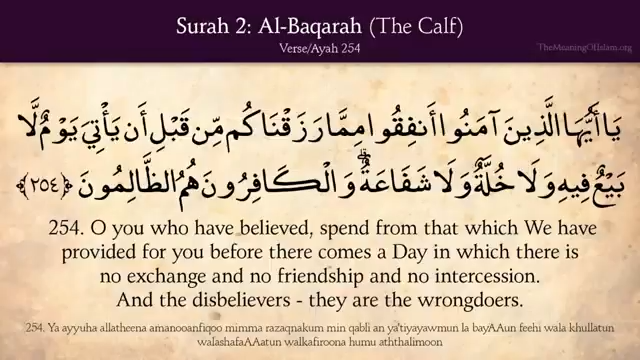 Surah 2: Al-Baqarah (The Calf)
Verse/Ayah 254
TheMeaningOfIslam.org
يَا أَيُّهَا الَّذِينَ آمَنُوا أَنفِقُوا مِمَّا رَزَقْنَاكُم مِّن قَبْلِ أَن يَأْتِيَ يَوْمٌ لَّا
بَيْعٌ فِيهِ وَلَا خُلَّةٌ وَلَا شَفَاعَةٌ ۗ وَالْكَافِرُونَ هُمُ الظَّالِمُونَ ﴿٢٥٤﴾
254. O you who have believed, spend from that which We have
provided for you before there comes a Day in which there is
no exchange and no friendship and no intercession.
And the disbelievers - they are the wrongdoers.
254. Ya ayyuha allatheena amanooanfiqoo mimma razaqnakum min qabli an ya'tiyayawmun la bayAAun feehi wala khullatun
walashafaAAatun walkafiroona humu aththalimoon